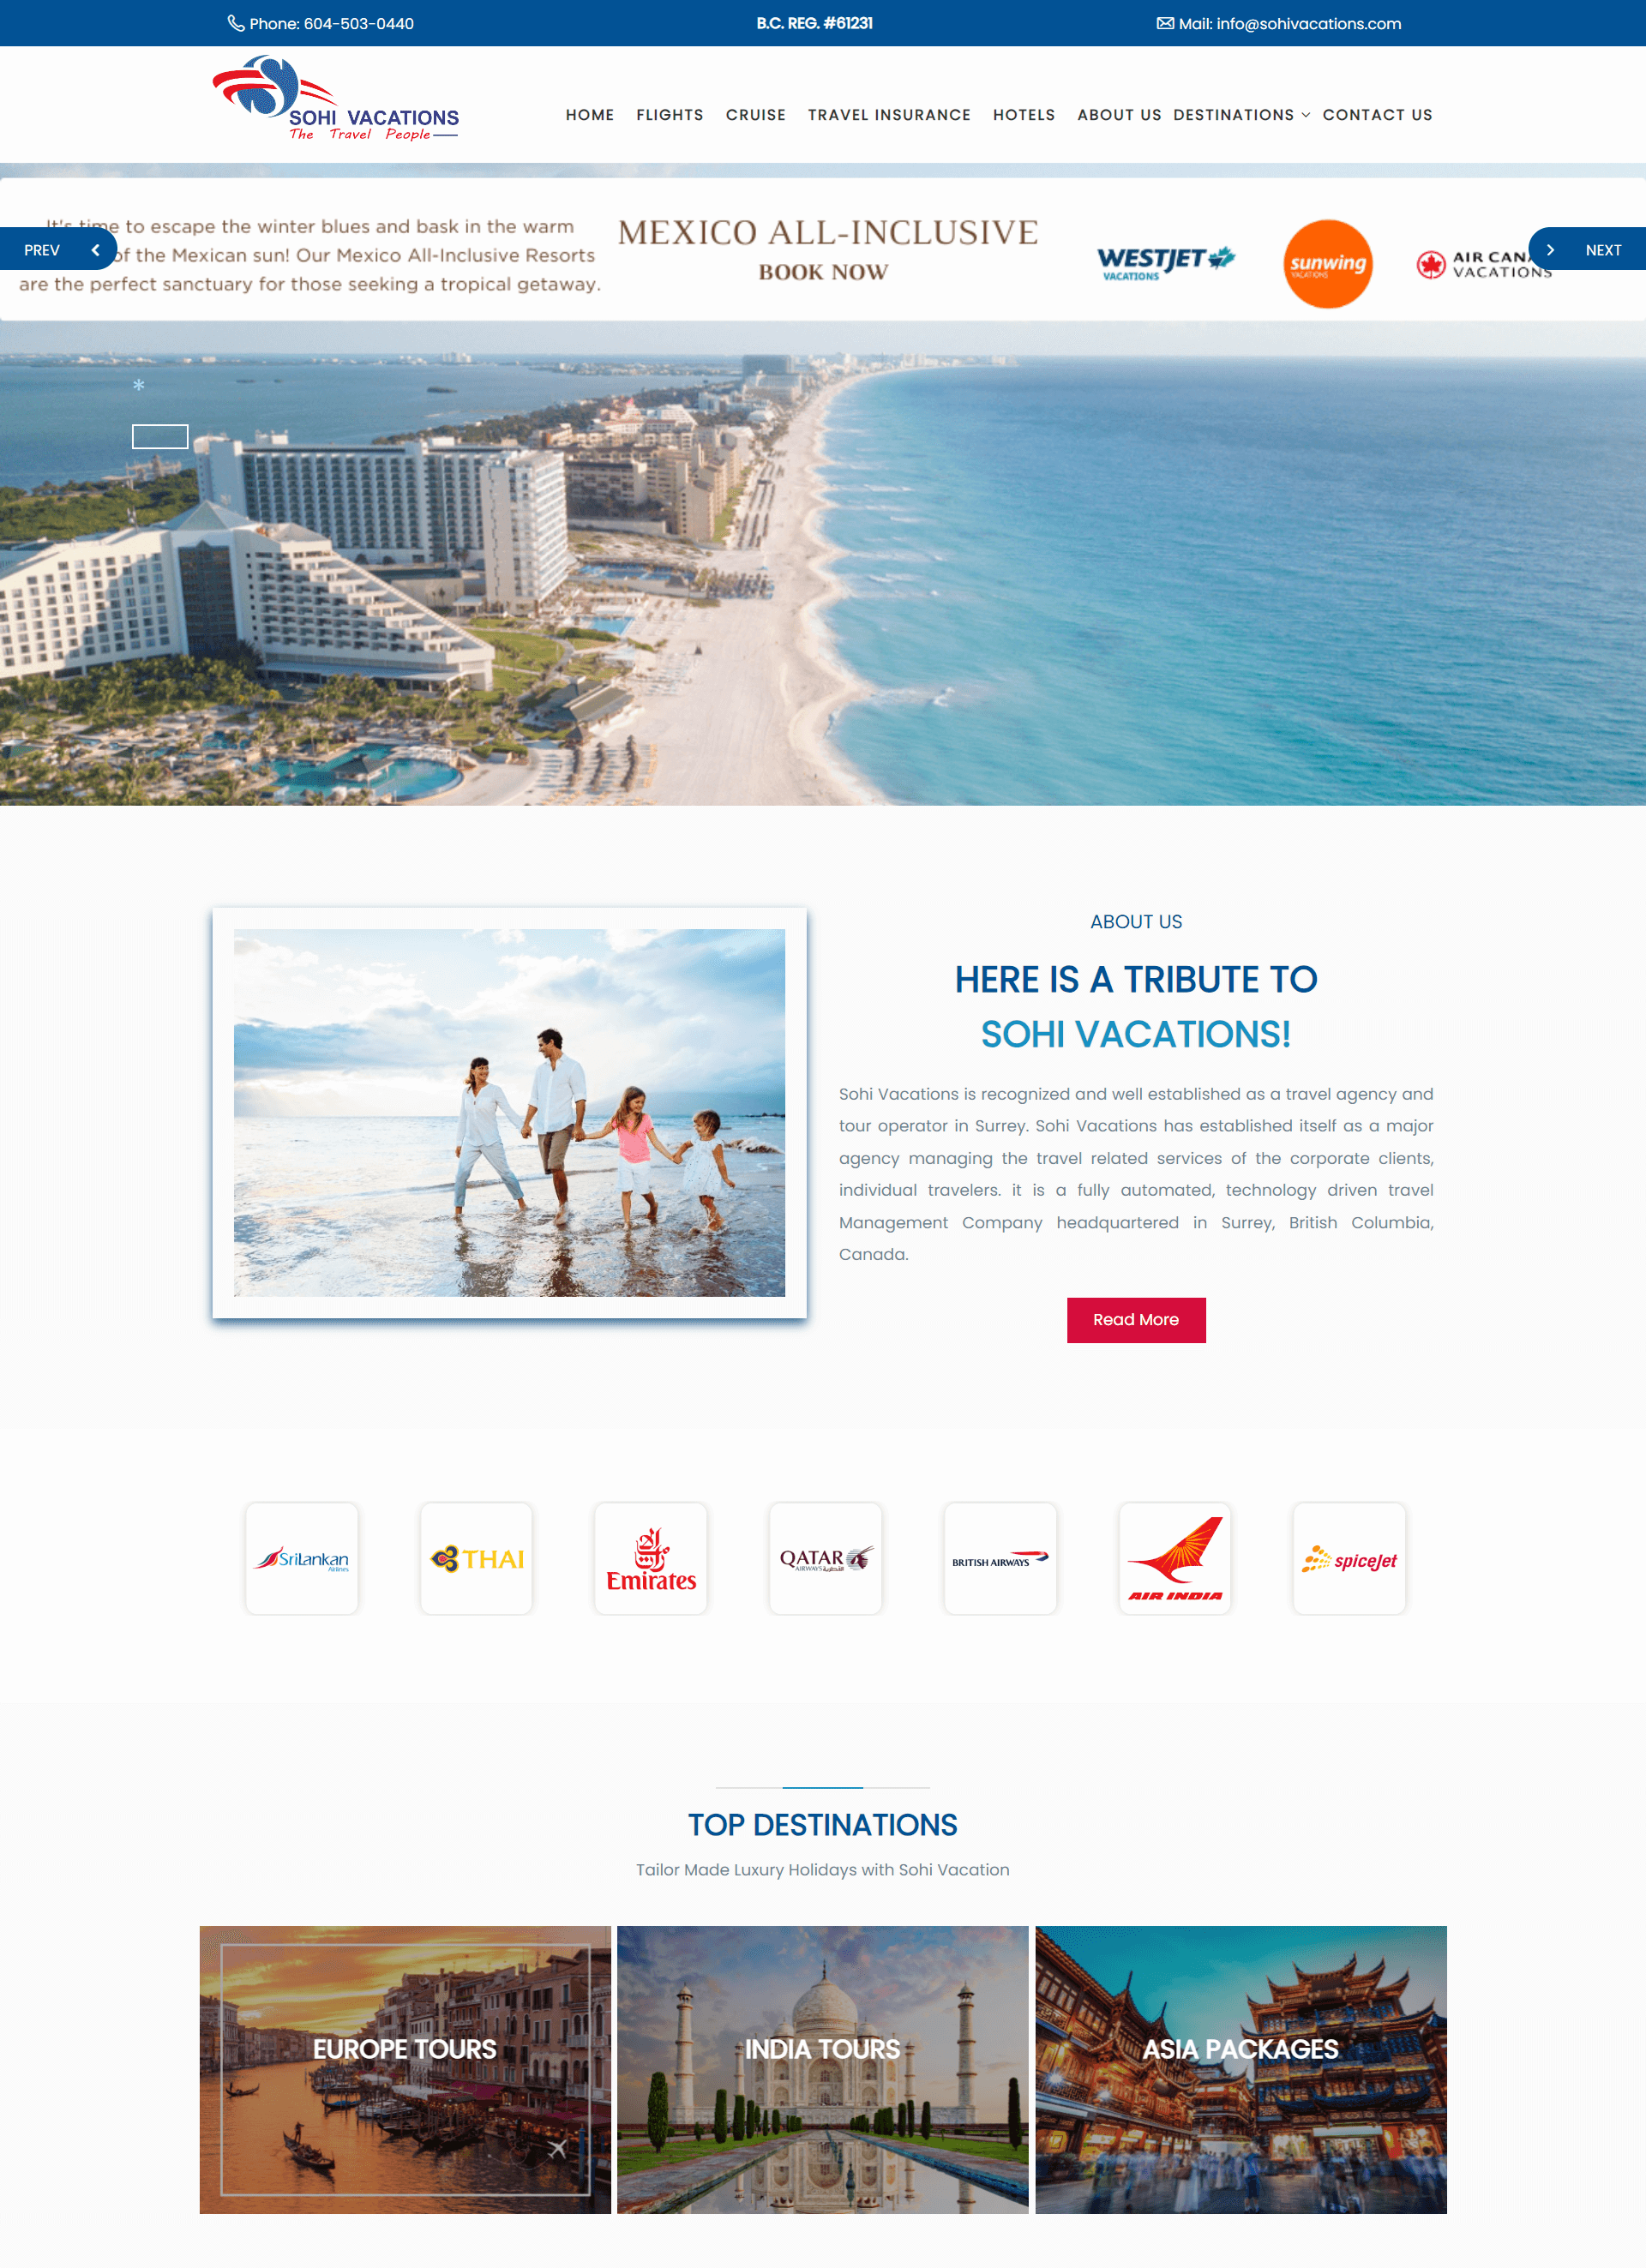 Phone: 604-503-0440
B.C. REG. #61231
Mail: info@sohivacations.com
SOHI VACATIONS
The Travel People
HOME FLIGHTS CRUISE TRAVEL INSURANCE HOTELS ABOUT US DESTINATIONS CONTACT US
It's time to escape the winter blues and bask in the warm
of the Mexican sun! Our Mexico All-Inclusive Resorts
are the perfect sanctuary for those seeking a tropical getaway.
PREV
MEXICO ALL-INCLUSIVE
BOOK NOW
WESTJET
VACATIONS
sunwing
VACATIONS
AIR CANA
VACATIONS
NEXT
*
ABOUT US
HERE IS A TRIBUTE TO
SOHI VACATIONS!
Sohi Vacations is recognized and well established as a travel agency and
tour operator in Surrey. Sohi Vacations has established itself as a major
agency managing the travel related services of the corporate clients,
individual travelers. it is a fully automated, technology driven travel
Management Company headquartered in Surrey, British Columbia,
Canada.
Read More
SriLankan
Airlines
THAI
Emirates
QATAR
AIRWAYS القطرية
BRITISH AIRWAYS
AIR INDIA
spicejet
TOP DESTINATIONS
Tailor Made Luxury Holidays with Sohi Vacation
EUROPE TOURS
INDIA TOURS
ASIA PACKAGES